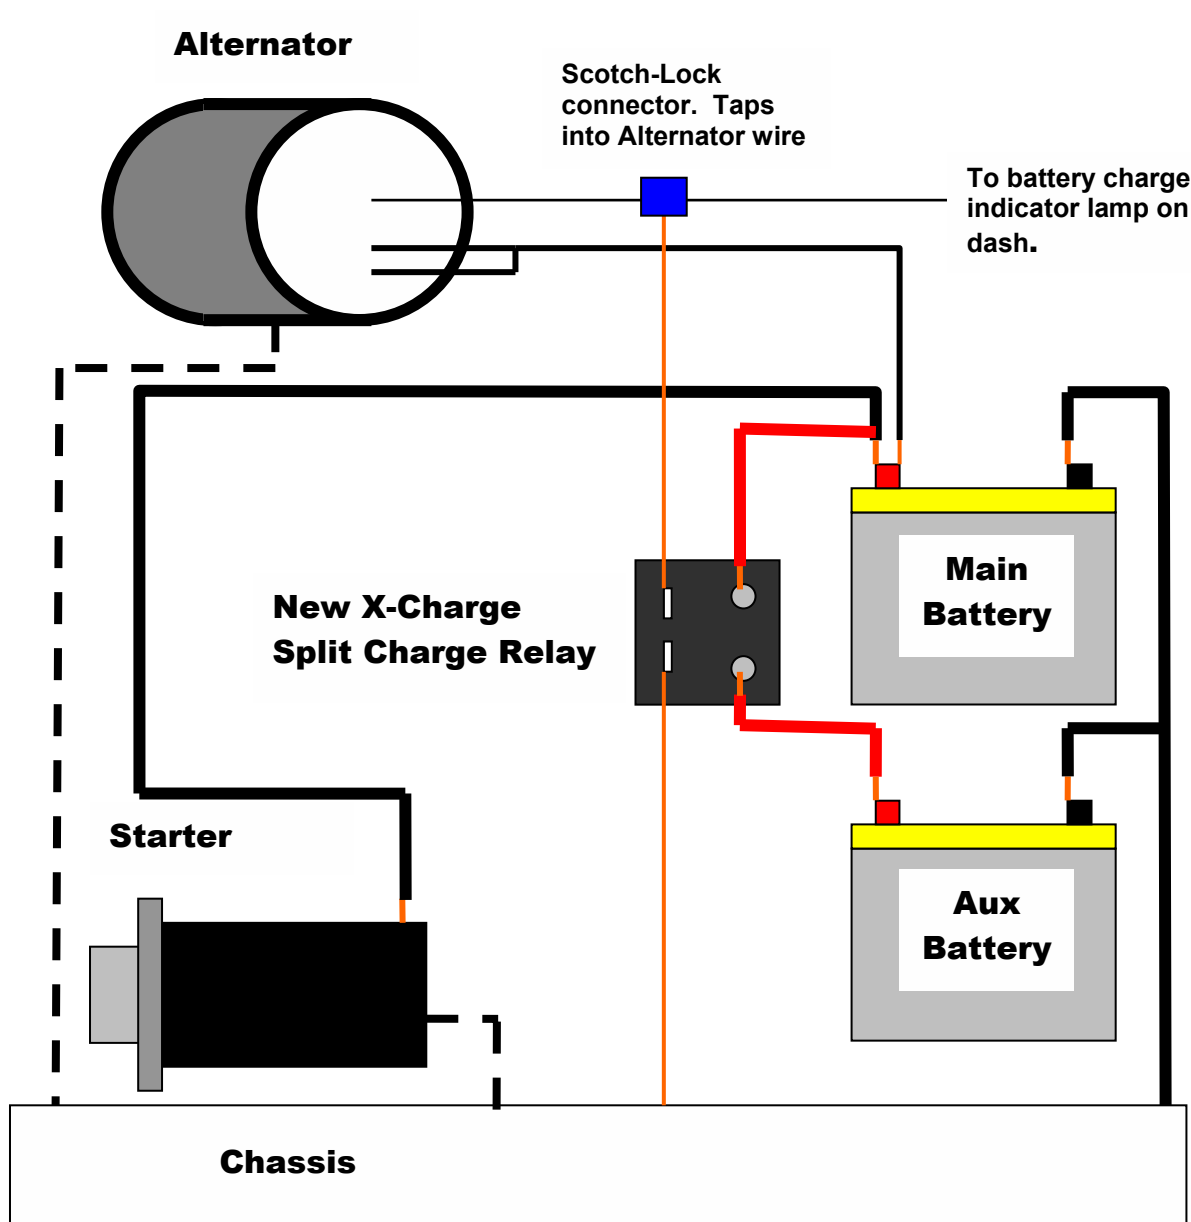 Alternator
Scotch-Lock
connector.  Taps
into Alternator wire
To battery charge
indicator lamp on
dash.
New X-Charge
Split Charge Relay
Main
Battery
Starter
Aux
Battery
Chassis